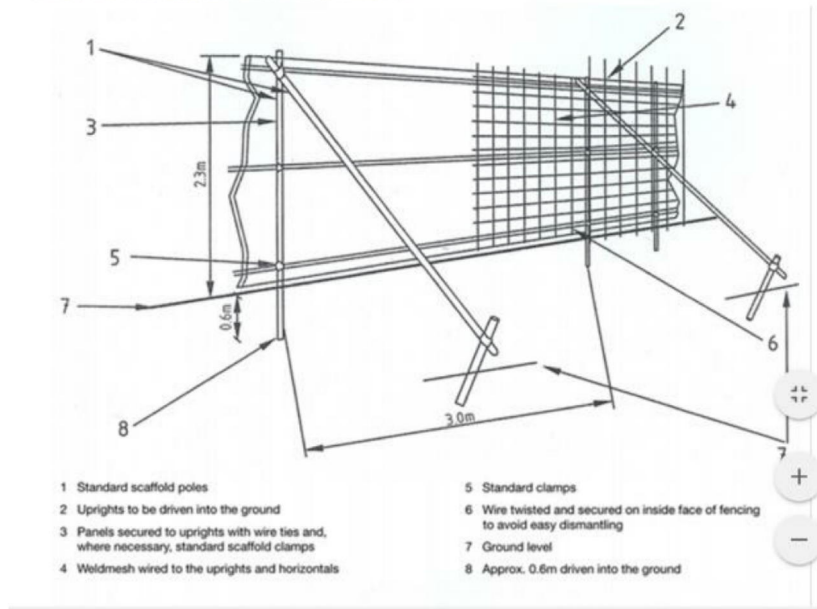 1
2
3
4
2.3m
5
7
0.6m
6
8
3.0m
7
1 Standard scaffold poles
2 Uprights to be driven into the ground
3 Panels secured to uprights with wire ties and,
where necessary, standard scaffold clamps
4 Weldmesh wired to the uprights and horizontals
5 Standard clamps
6 Wire twisted and secured on inside face of fencing
to avoid easy dismantling
7 Ground level
8 Approx. 0.6m driven into the ground